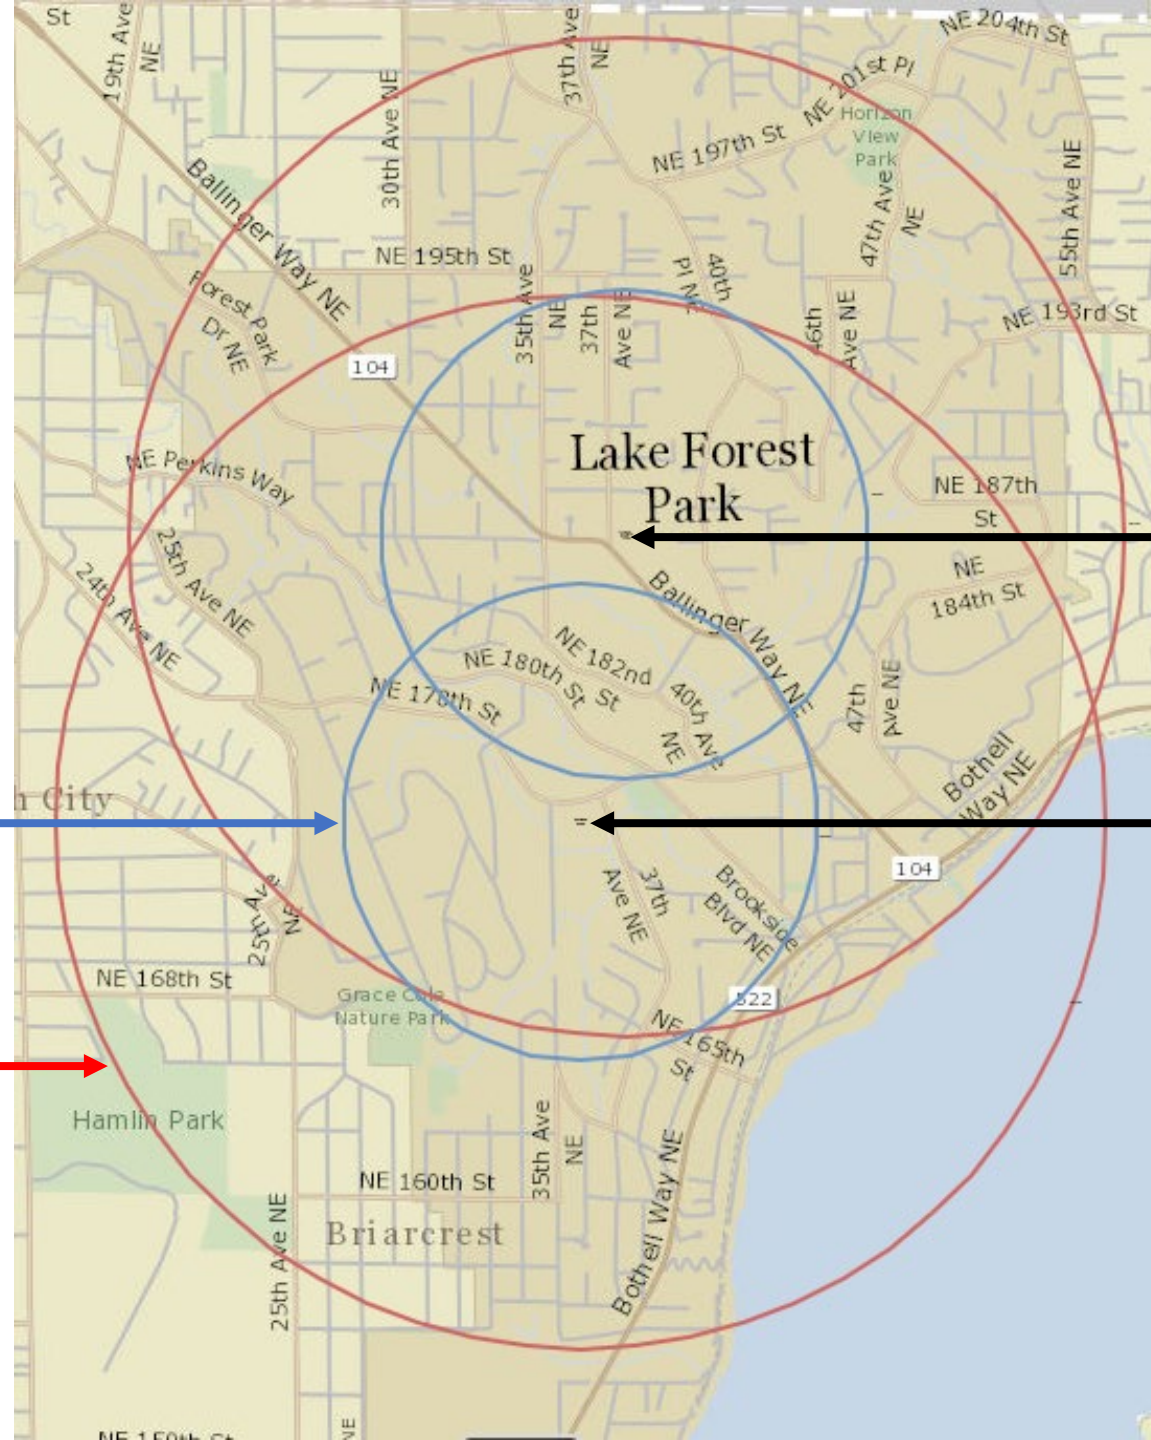 St
19th Ave
NE
30th Ave NE
37th Ave
NE
NE 204th St
NE 201st Pl
Horizon
View
Park
NE 197th St
47th Ave
NE
55th Ave NE
Ballinger Way NE
NE 195th St
Forest Park
Dr NE
35th Ave
NE
37th
Ave NE
40th
Pl NE
46th
Ave NE
NE 193rd St
104
Lake Forest
Park
NE Perkins Way
NE 187th
St
25th Ave NE
24th Ave NE
NE
184th St
Ballinger Way NE
NE 182nd
St
NE 180th St
NE 178th St
40th Ave
NE
47th
Ave NE
Bothell
Way NE
h City
104
37th
Ave NE
Brookside
Blvd NE
25th Ave
NE
NE 168th St
Grace Cole
Nature Park
522
NE 165th
St
Hamlin Park
35th Ave
NE
NE 160th St
Briarcrest
25th Ave NE
Bothell Way NE
NE
NE 150th St